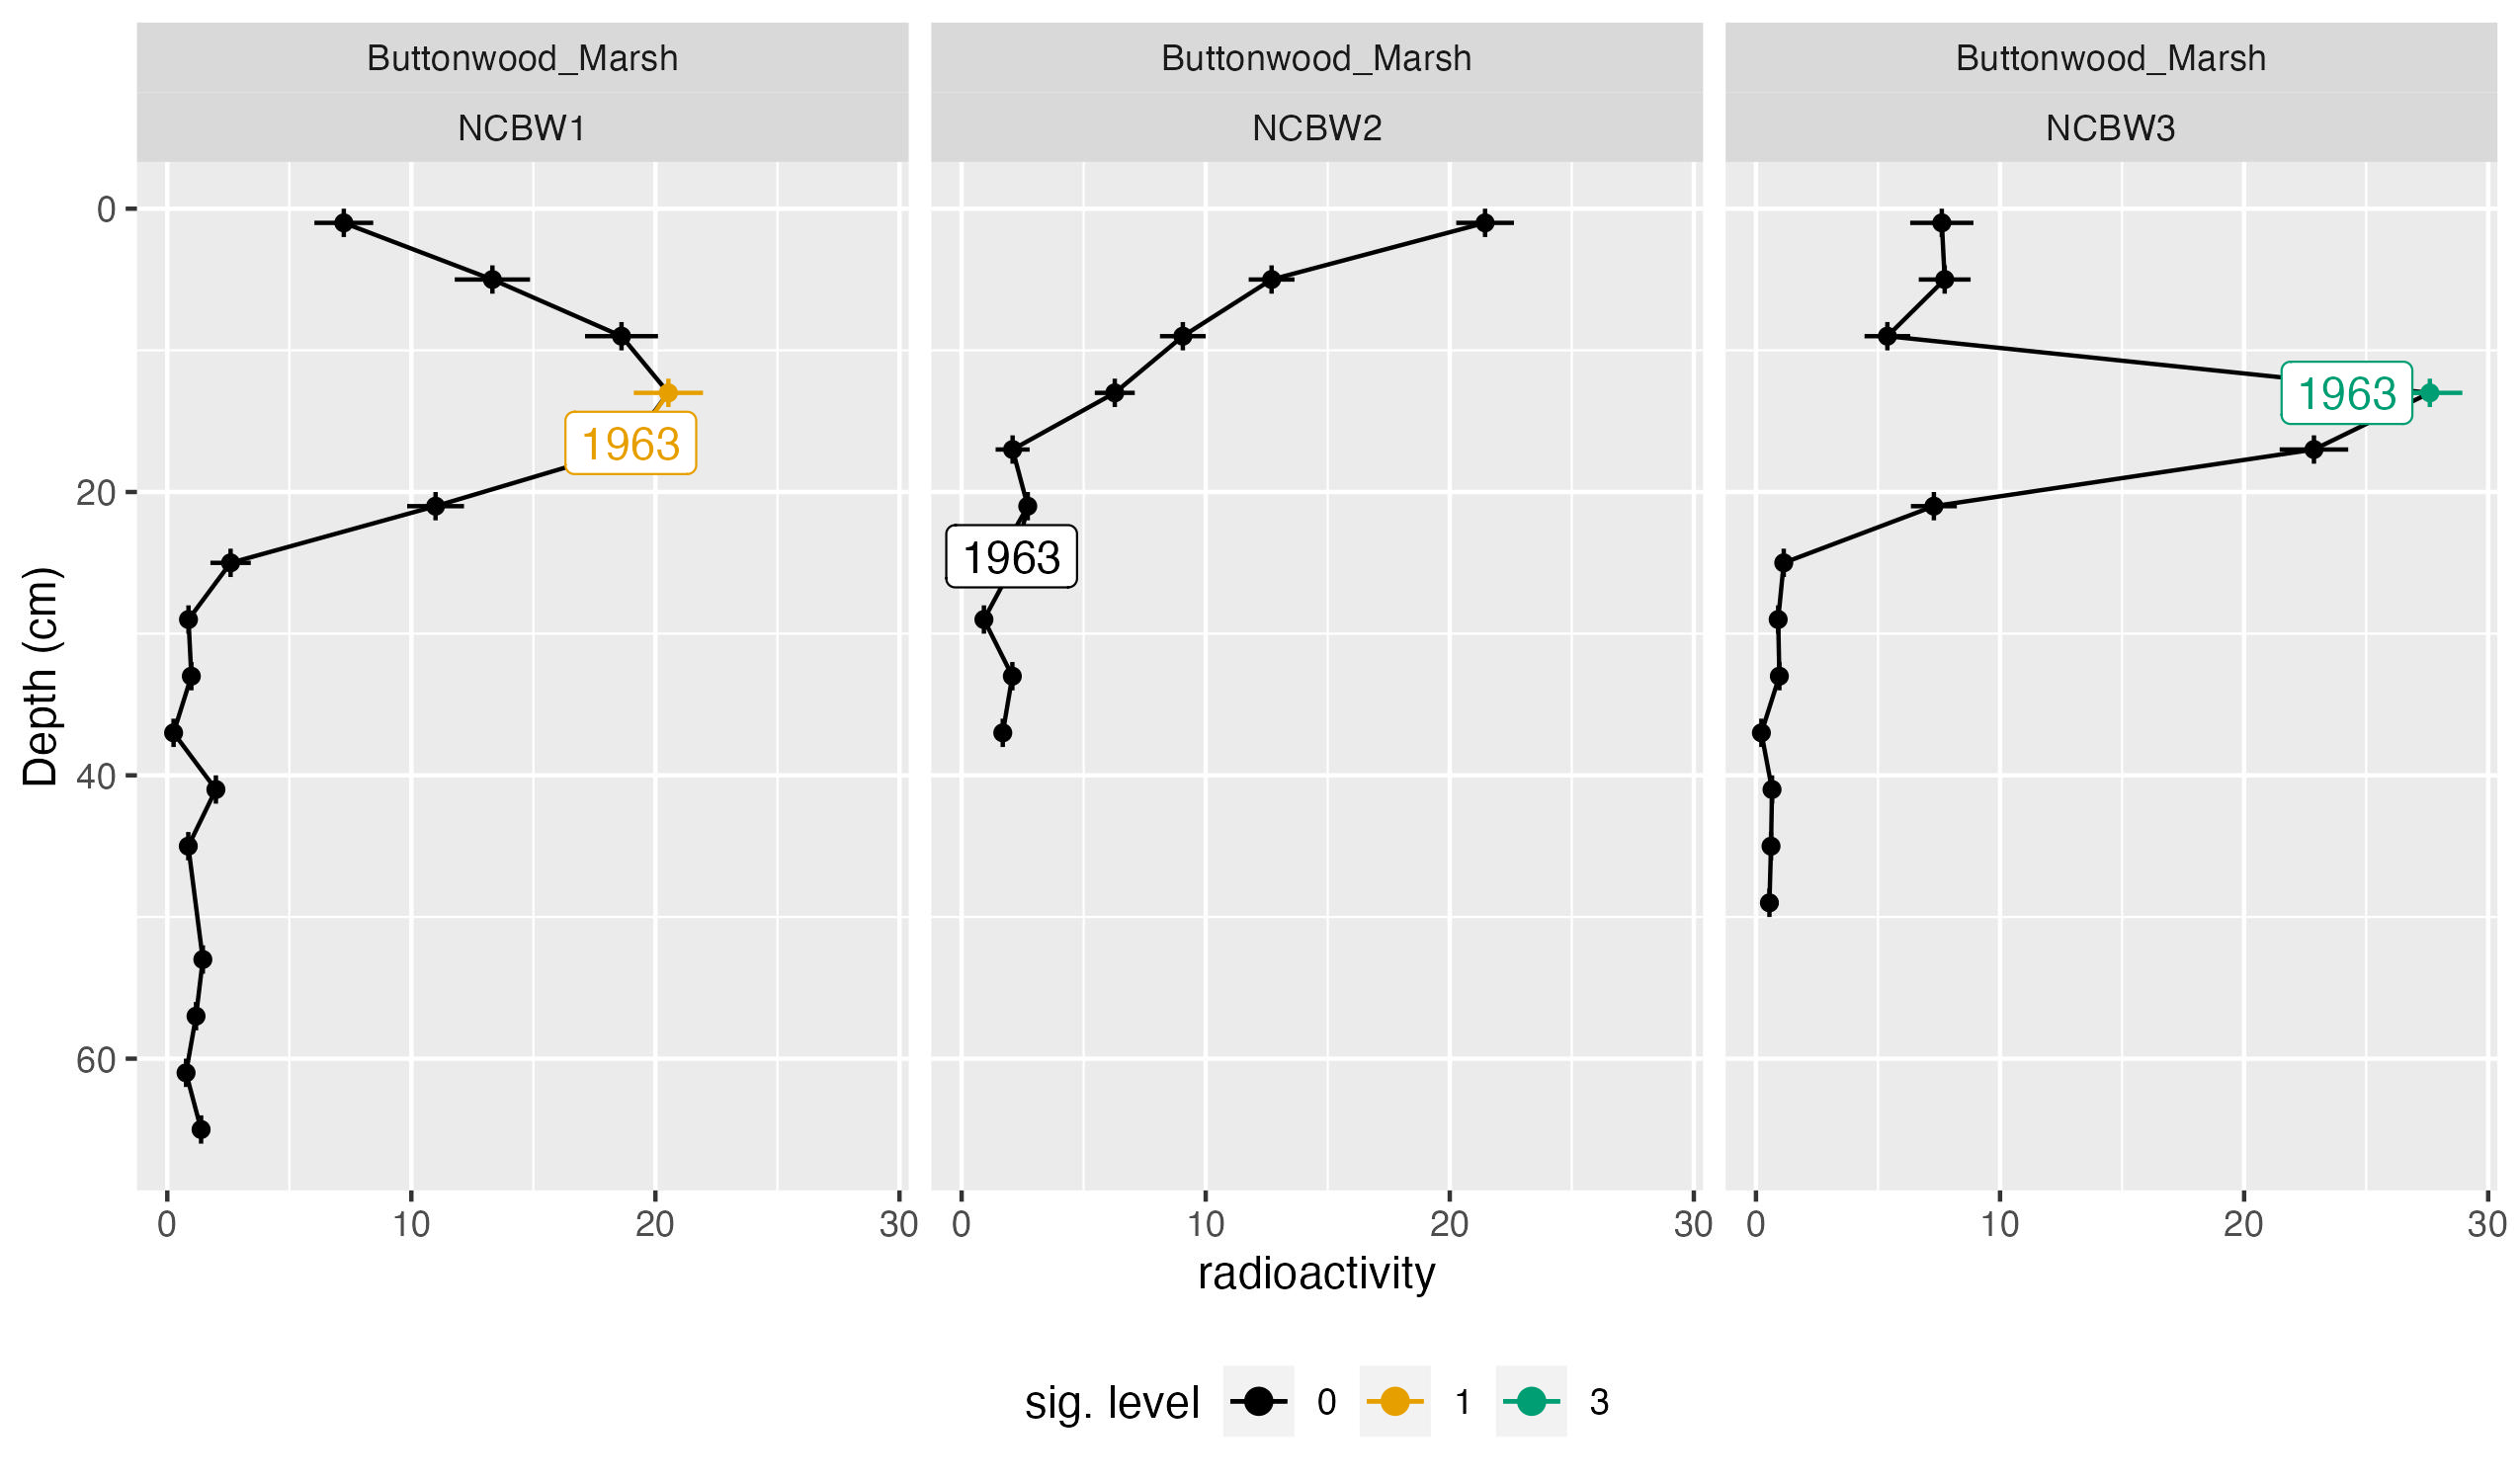 Buttonwood_Marsh Buttonwood_Marsh Buttonwood_Marsh
NCBW1 NCBW2 NCBW3
0
20
40
60
Depth (cm)
1963
1963
1963
0 10 20 30 0 10 20 30 0 10 20 30
radioactivity
sig. level 0 1 3